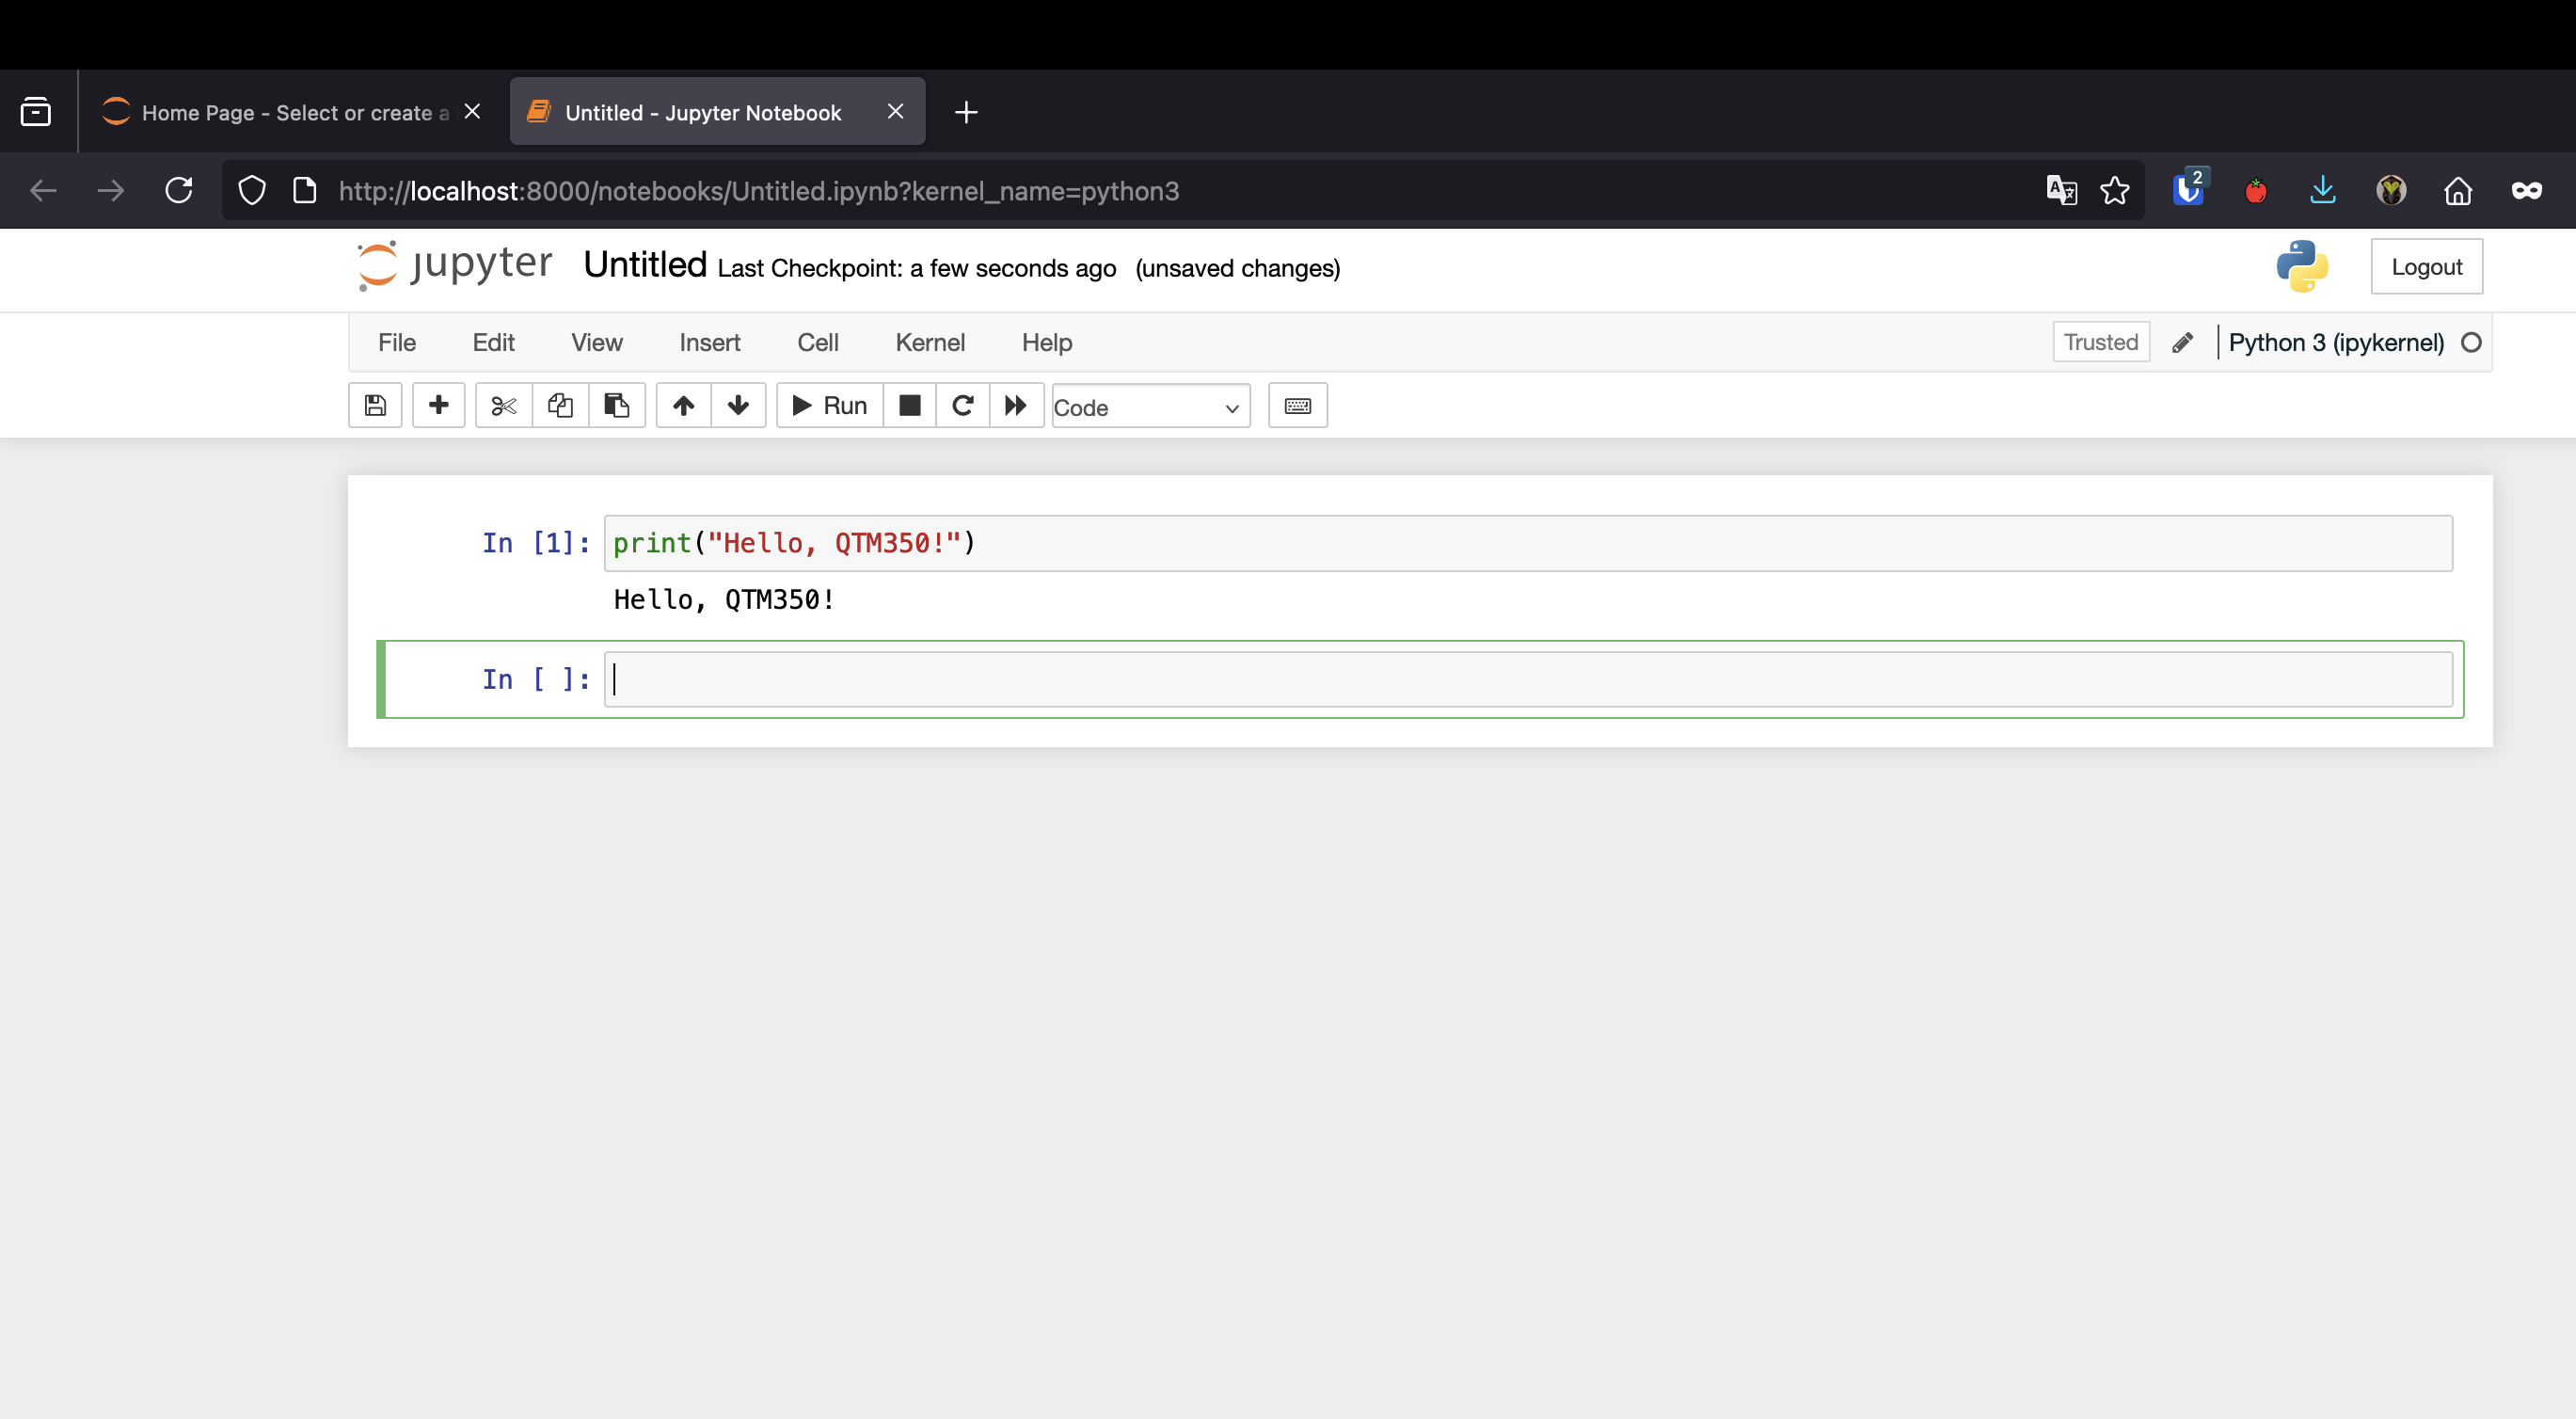 Home Page - Select or create a
Untitled - Jupyter Notebook
http://localhost:8000/notebooks/Untitled.ipynb?kernel_name=python3
2
jupyter Untitled Last Checkpoint: a few seconds ago (unsaved changes)
Logout
File Edit View Insert Cell Kernel Help
Trusted Python 3 (ipykernel)
Run Code
In [1]: print("Hello, QTM350!")
Hello, QTM350!
In [ ]: